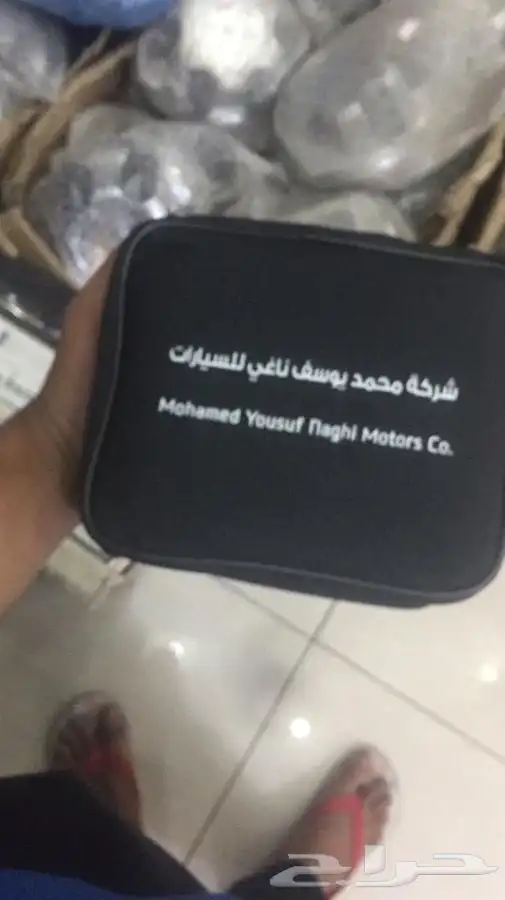 شركة محمد يوسف ناغي للسيارات
Mohamed Yousuf Naghi Motors Co.
حراج